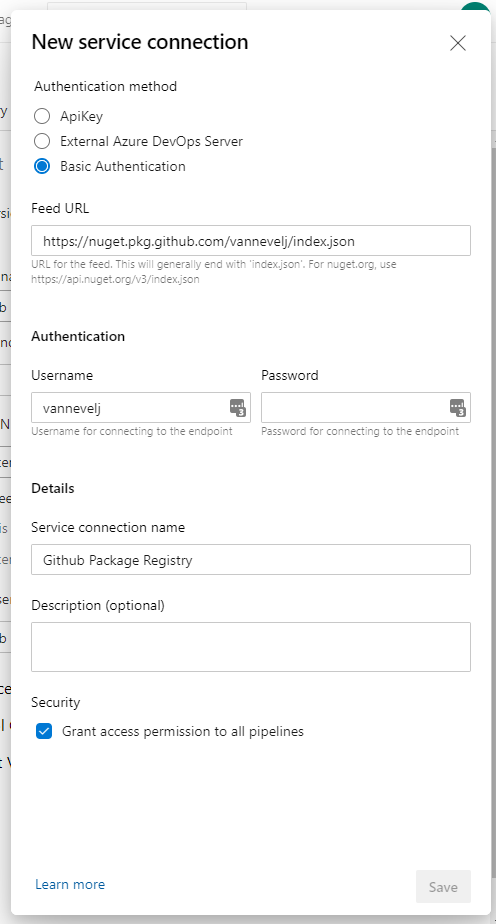 New service connection
Authentication method
ApiKey
External Azure DevOps Server
Basic Authentication
Feed URL
https://nuget.pkg.github.com/vannevelj/index.json
URL for the feed. This will generally end with 'index.json'. For nuget.org, use
https://api.nuget.org/v3/index.json
Authentication
Username Password
vannevelj 3 3
Username for connecting to the endpoint Password for connecting to the endpoint
Details
Service connection name
Github Package Registry
Description (optional)
Security
Grant access permission to all pipelines
Learn more Save